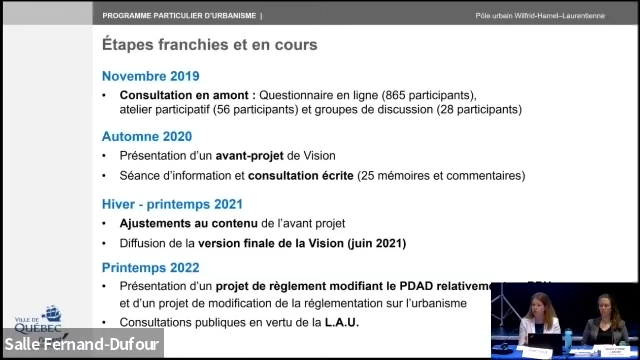 PROGRAMME PARTICULIER D'URBANISME |
Pôle urbain Wilfrid-Hamel–Laurentienne
Étapes franchies et en cours
Novembre 2019
• Consultation en amont : Questionnaire en ligne (865 participants),
atelier participatif (56 participants) et groupes de discussion (28 participants)
Automne 2020
• Présentation d'un avant-projet de Vision
• Séance d'information et consultation écrite (25 mémoires et commentaires)
Hiver - printemps 2021
• Ajustements au contenu de l'avant projet
• Diffusion de la version finale de la Vision (juin 2021)
Printemps 2022
• Présentation d'un projet de règlement modifiant le PDAD
et d'un projet de modification de la réglementation sur l'urbanisme
• Consultations publiques en vertu de la L.A.U.
VILLE DE
QUÉBEC
Salle Fernand-Dufour